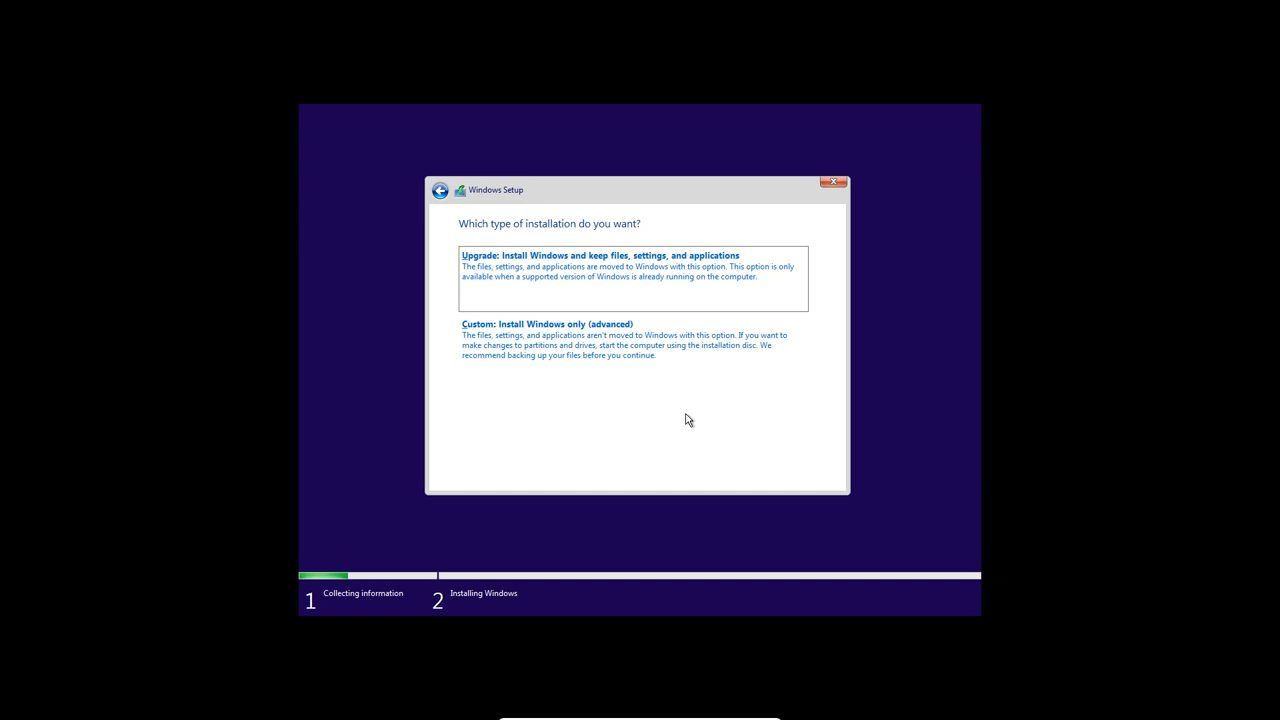 Windows Setup
Which type of installation do you want?
Upgrade: Install Windows and keep files, settings, and applications
The files, settings, and applications are moved to Windows with this option. This option is only
available when a supported version of Windows is already running on the computer.
Custom: Install Windows only (advanced)
The files, settings, and applications aren't moved to Windows with this option. If you want to
make changes to partitions and drives, start the computer using the installation disc. We
recommend backing up your files before you continue.
1 Collecting information
2 Installing Windows